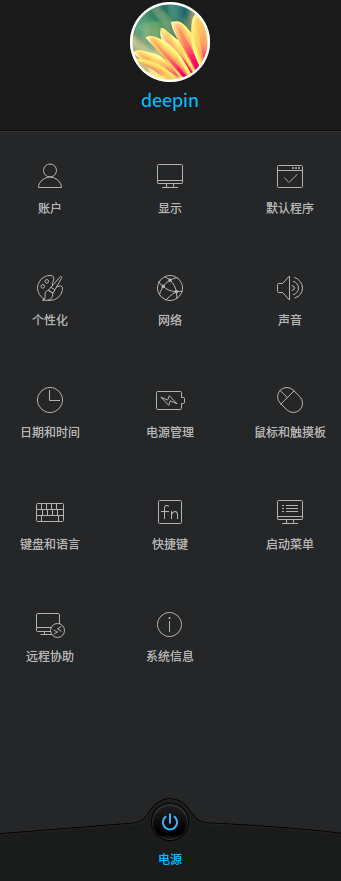 deepin
账户
显示
默认程序
个性化
网络
声音
日期和时间
电源管理
鼠标和触摸板
键盘和语言
fn
快捷键
启动菜单
远程协助
系统信息
电源